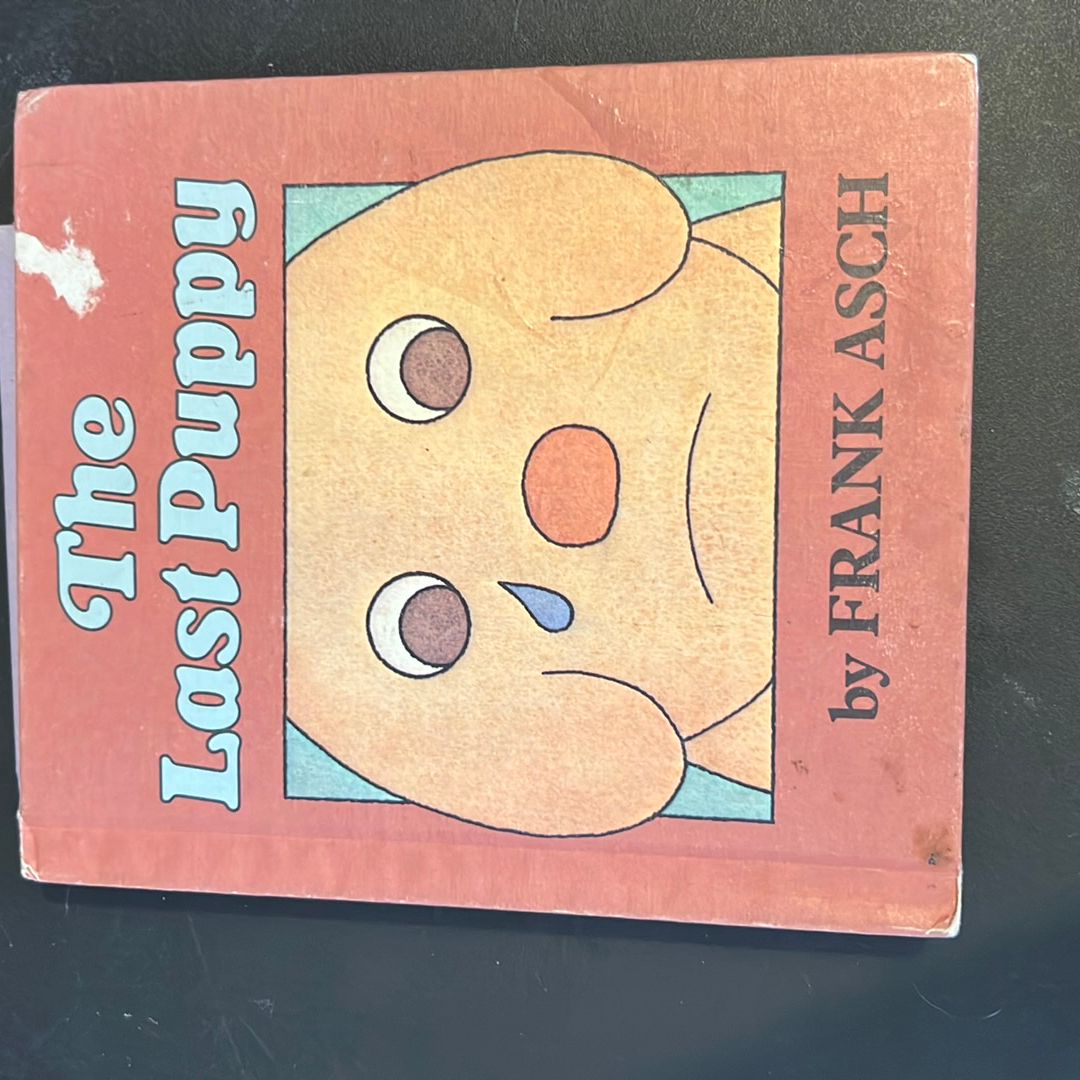 The
Last Puppy
by FRANK ASCH